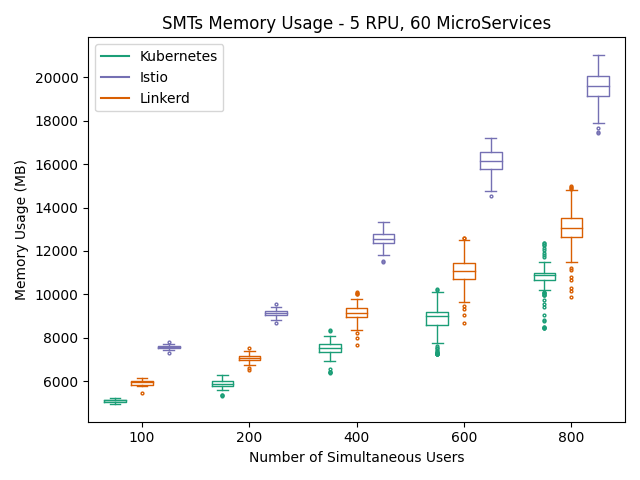 SMTs Memory Usage - 5 RPU, 60 MicroServices
Kubernetes
Istio
Linkerd
Memory Usage (MB)
20000
18000
16000
14000
12000
10000
8000
6000
100 200 400 600 800
Number of Simultaneous Users